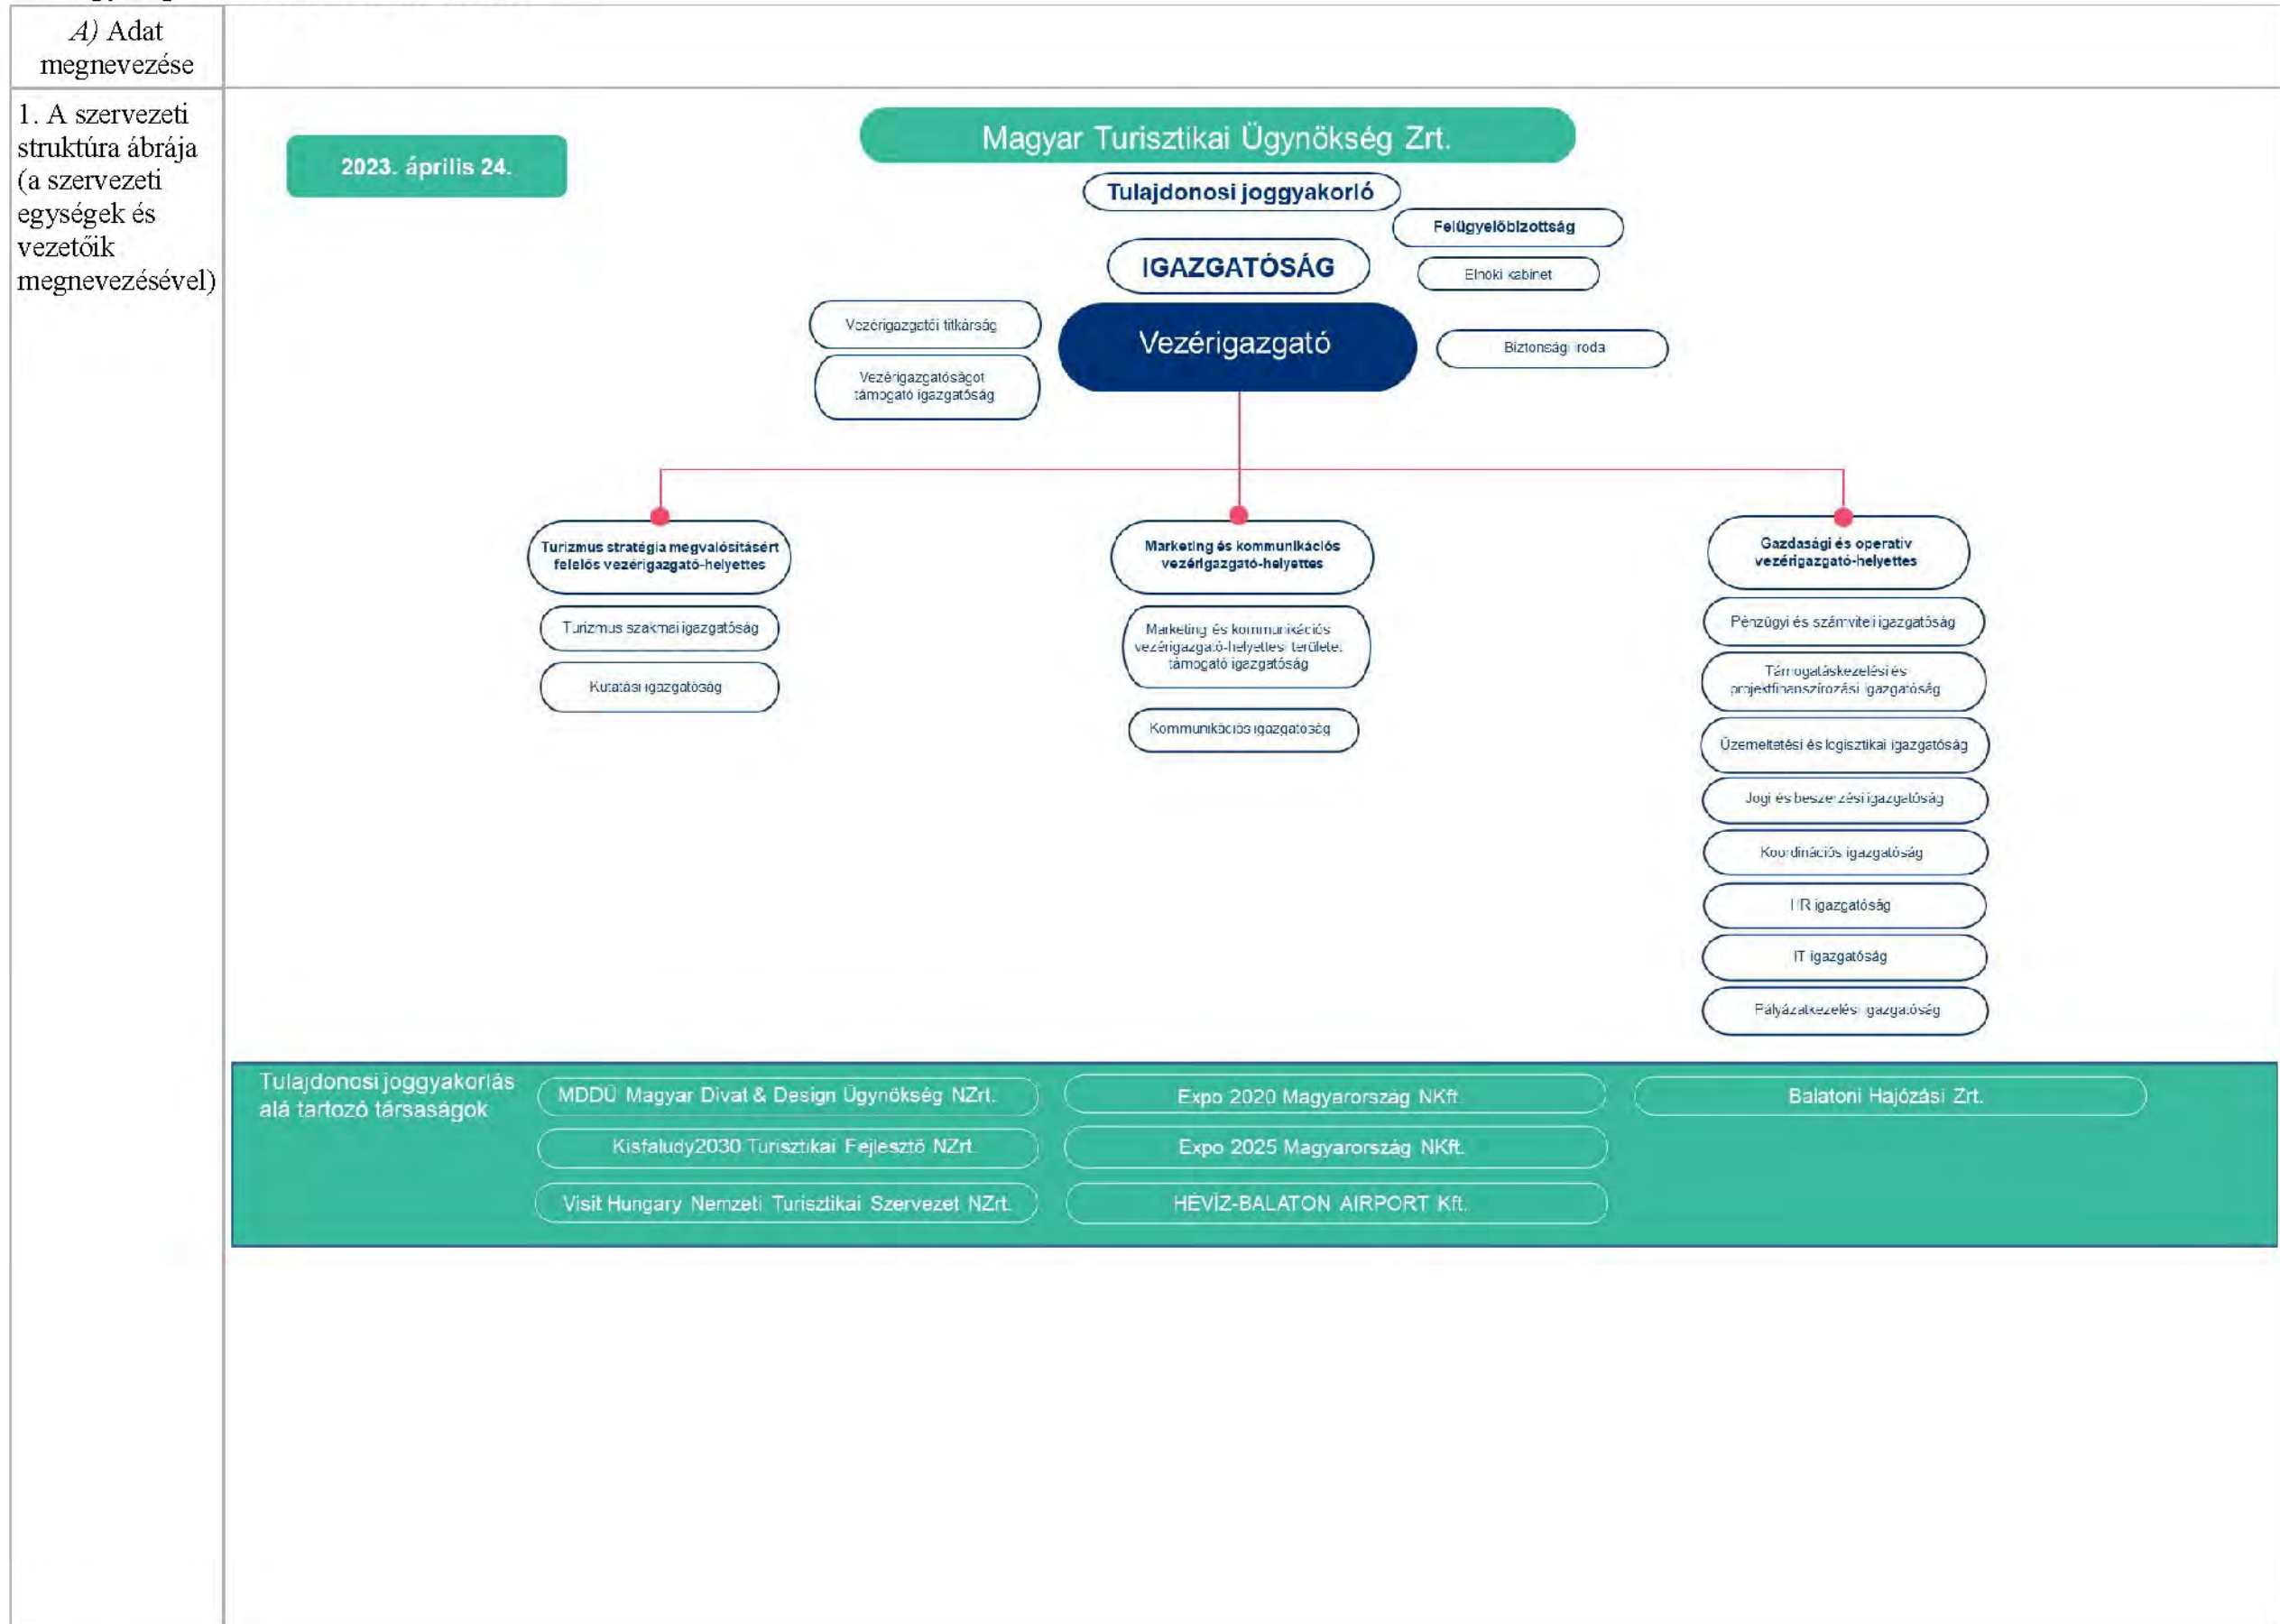 A) Adat
megnevezése
1. A szervezeti
struktúra ábrája
(a szervezeti
egységek és
vezetőik
megnevezésével)
2023. április 24.
Magyar Turisztikai Ügynökség Zrt.
Tulajdonosi joggyakorló
Felügyelőbizottság
IGAZGATÓSÁG
Elnöki kabinet
Vezérigazgatói titkárság
Vezérigazgató
Biztonsági iroda
Vezérigazgatóságot
támogató igazgatóság
Turizmus stratégia megvalósításért
felelős vezérigazgató-helyettes
Turizmus szakmai igazgatóság
Kutatási igazgatóság
Marketing és kommunikációs
vezérigazgató-helyettes
Marketing és kommunikációs
vezérigazgató-helyettesi területet
támogató igazgatóság
Kommunikációs igazgatóság
Gazdasági és operatív
vezérigazgató-helyettes
Pénzügyi és számviteli igazgatóság
Támogatáskezelési és
projektfinanszírozási igazgatóság
Üzemeltetési és logisztikai igazgatóság
Jogi és beszerzési igazgatóság
Koordinációs igazgatóság
HR igazgatóság
IT igazgatóság
Pályázatkezelési igazgatóság
Tulajdonosi joggyakorlás
alá tartozó társaságok
MDDÜ Magyar Divat & Design Ügynökség NZrt.
Kisfaludy2030 Turisztikai Fejlesztő NZrt.
Visit Hungary Nemzeti Turisztikai Szervezet NZrt.
Expo 2020 Magyarország NKft.
Expo 2025 Magyarország NKft.
HÉVÍZ-BALATON AIRPORT Kft.
Balatoni Hajózási Zrt.